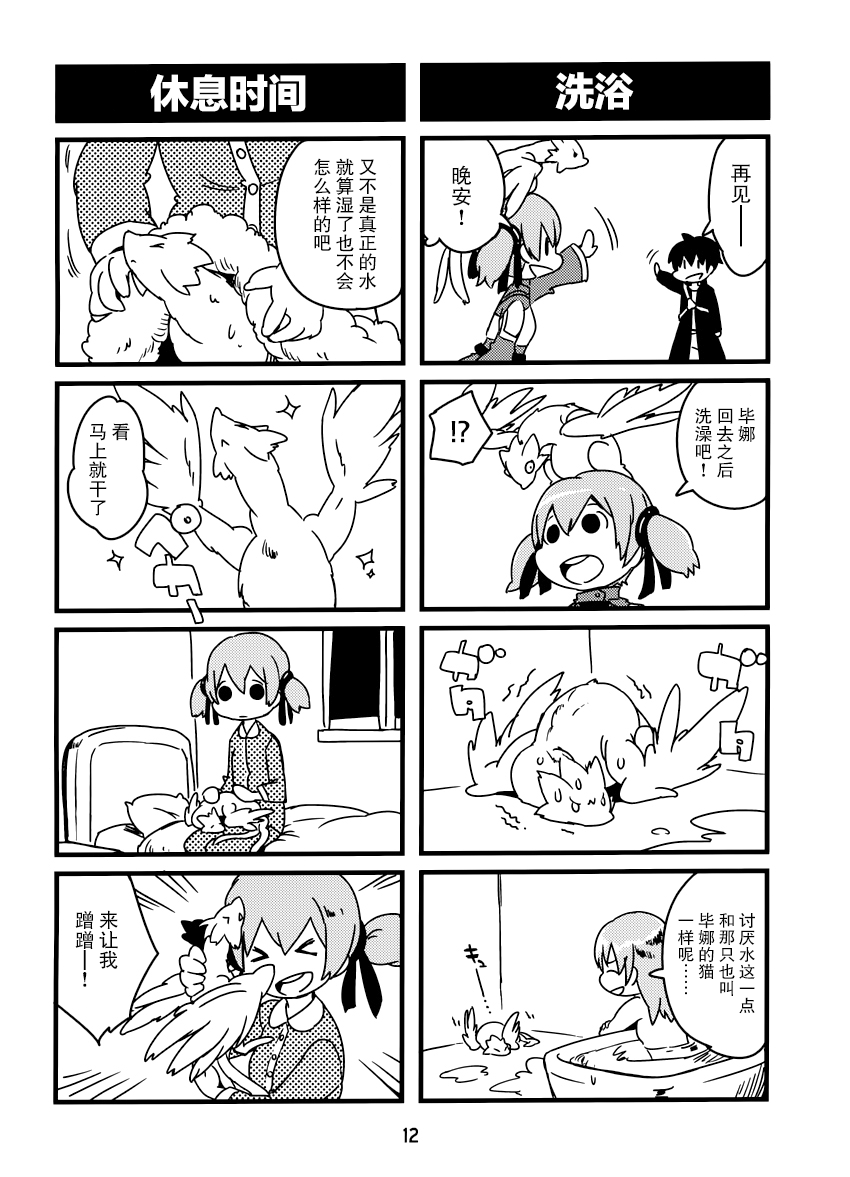 洗浴
再见——
晚安！
毕娜
回去之后
洗澡吧！
!?
讨厌水这一点
和那只也叫
毕娜的猫
一样呢……
キュ…
休息时间
又不是真正的水
就算湿了也不会
怎么样的吧
看
马上就干了
来让我
蹭蹭—！
12